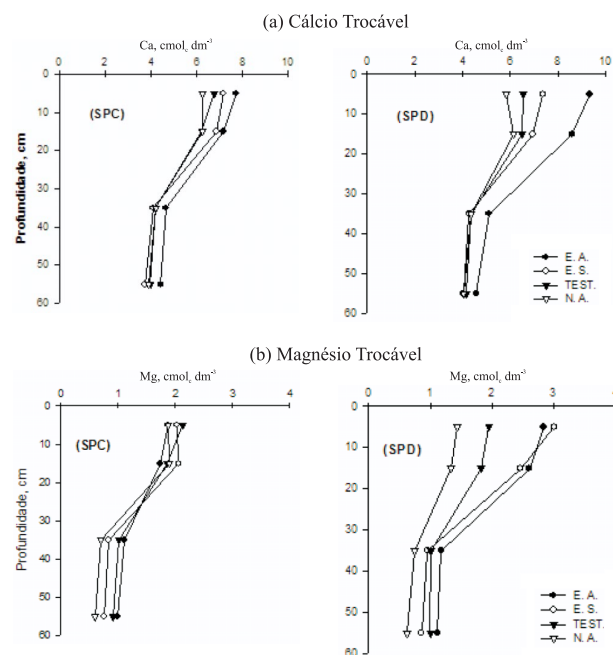 (a) Cálcio Trocável
Ca, cmolc dm-3
Ca, cmolc dm-3
0 2 4 6 8 10
0 2 4 6 8 10
0
10
20
30
40
50
60
Profundidade, cm
(SPC)
0
10
20
30
40
50
60
(SPD)
E. A.
E. S.
TEST.
N. A.
(b) Magnésio Trocável
Mg, cmolc dm-3
Mg, cmolc dm-3
0 1 2 3 4
0 1 2 3 4
0
10
20
30
40
50
60
Profundidade, cm
(SPC)
0
10
20
30
40
50
60
(SPD)
E. A.
E. S.
TEST.
N. A.